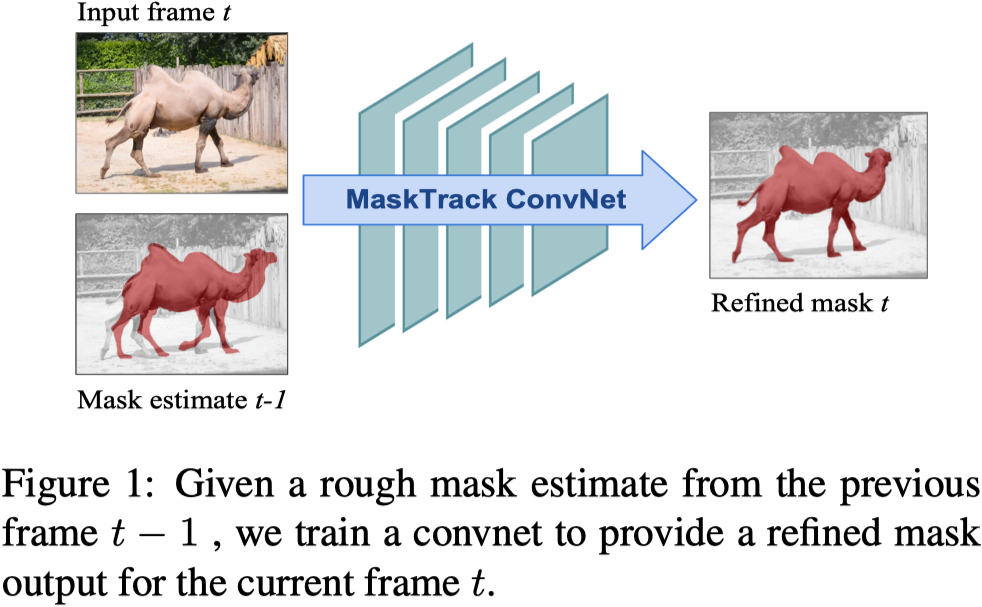 Input frame t
MaskTrack ConvNet
Refined mask t
Mask estimate t-1
Figure 1: Given a rough mask estimate from the previous
frame t − 1 , we train a convnet to provide a refined mask
output for the current frame t.